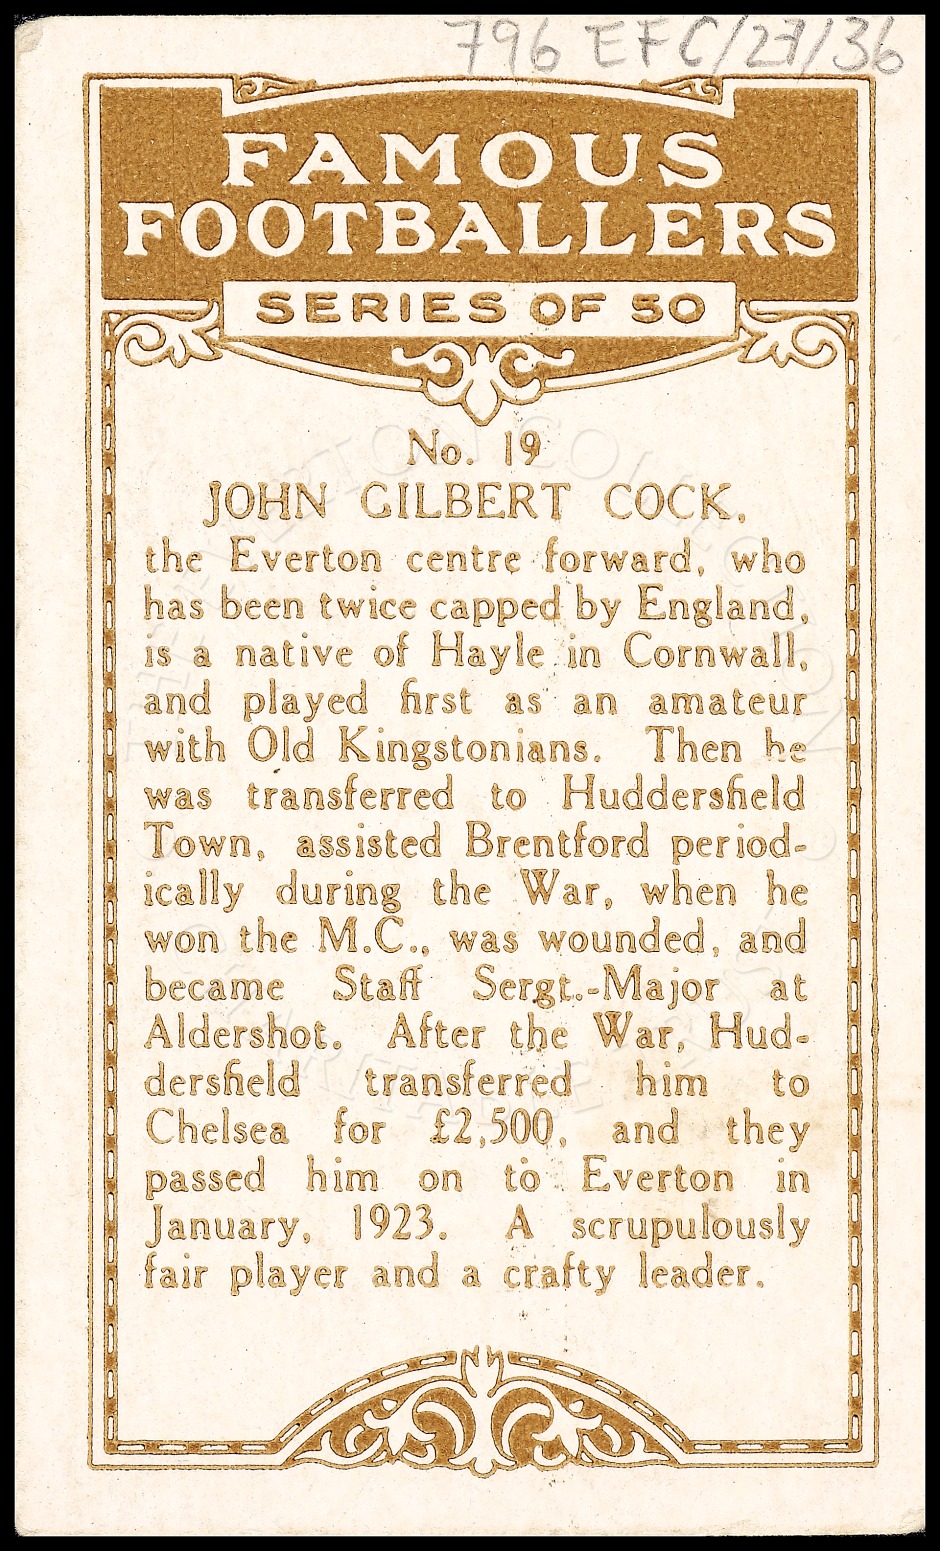 796 EFC/27/36
FAMOUS
FOOTBALLERS
SERIES OF 50
No. 19
JOHN GILBERT COCK,
the Everton centre forward, who
has been twice capped by England,
is a native of Hayle in Cornwall,
and played first as an amateur
with Old Kingstonians. Then he
was transferred to Huddersfield
Town, assisted Brentford period-
ically during the War, when he
won the M.C., was wounded, and
became Staff Sergt.-Major at
Aldershot. After the War, Hud-
dersfield transferred him to
Chelsea for £2,500, and they
passed him on to Everton in
January, 1923. A scrupulously
fair player and a crafty leader.
THE EVERTON COLLECTION
CHARITABLE TRUST